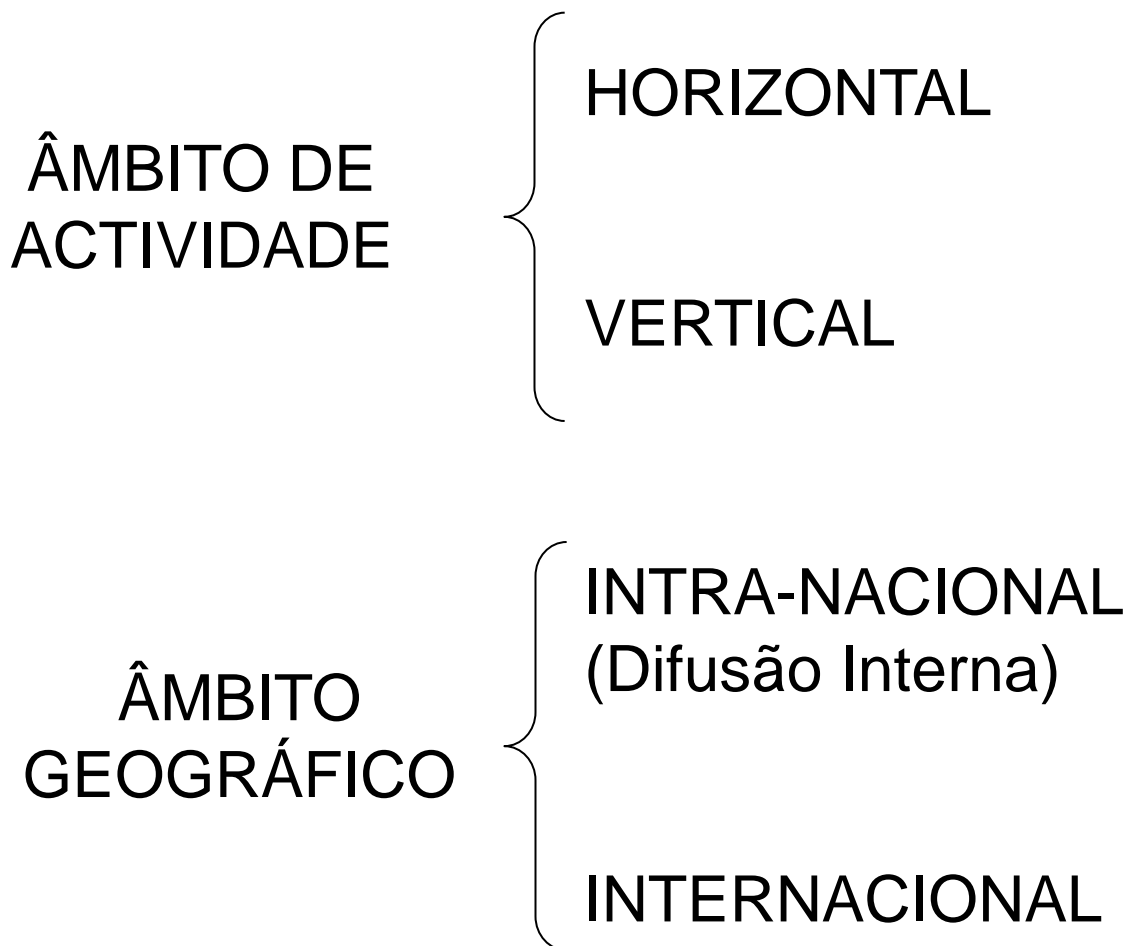 ÂMBITO DE
ACTIVIDADE
HORIZONTAL
VERTICAL
ÂMBITO
GEOGRÁFICO
INTRA-NACIONAL
(Difusão Interna)
INTERNACIONAL